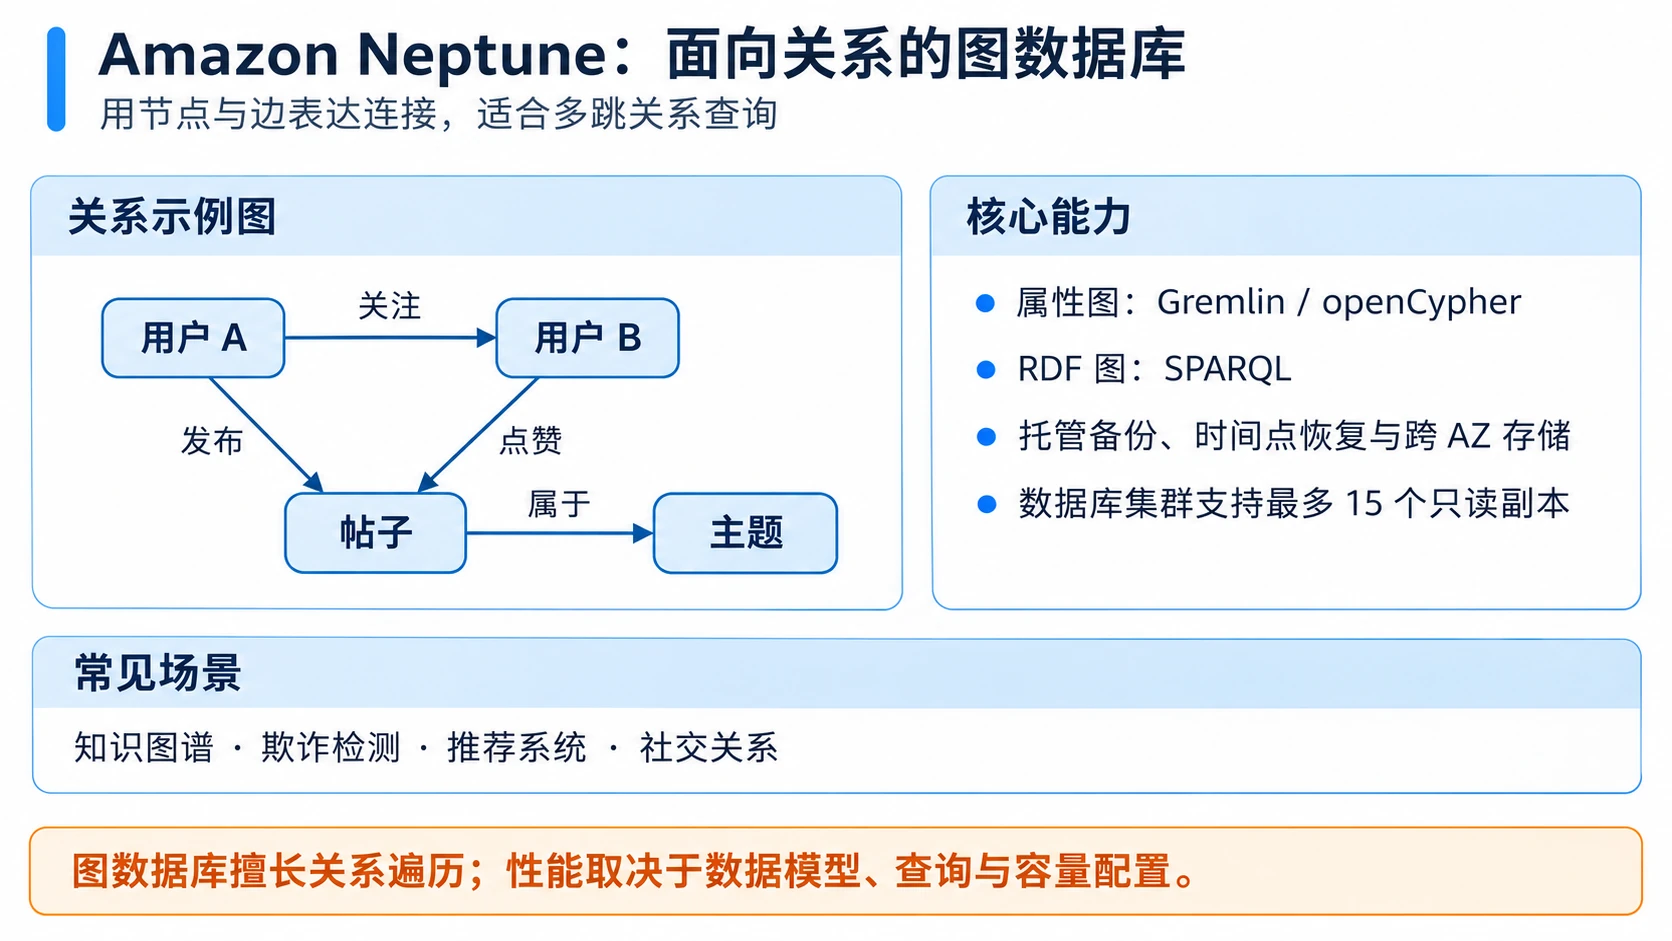 Amazon Neptune：面向关系的图数据库
用节点与边表达连接，适合多跳关系查询
关系示例图
用户 A
关注
用户 B
发布
点赞
帖子
属于
主题
核心能力
属性图：Gremlin / openCypher
RDF 图：SPARQL
托管备份、时间点恢复与跨 AZ 存储
数据库集群支持最多 15 个只读副本
常见场景
知识图谱 · 欺诈检测 · 推荐系统 · 社交关系
图数据库擅长关系遍历；性能取决于数据模型、查询与容量配置。